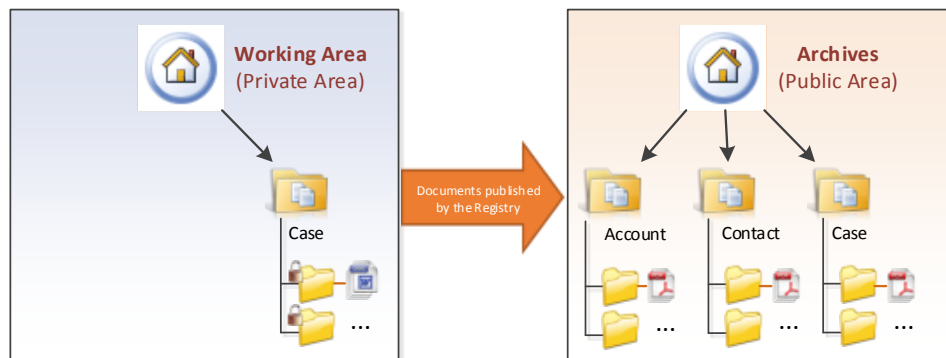 Working Area
(Private Area)
Case
...
Documents published
by the Registry
Archives
(Public Area)
Account
Contact
Case
...
...
...